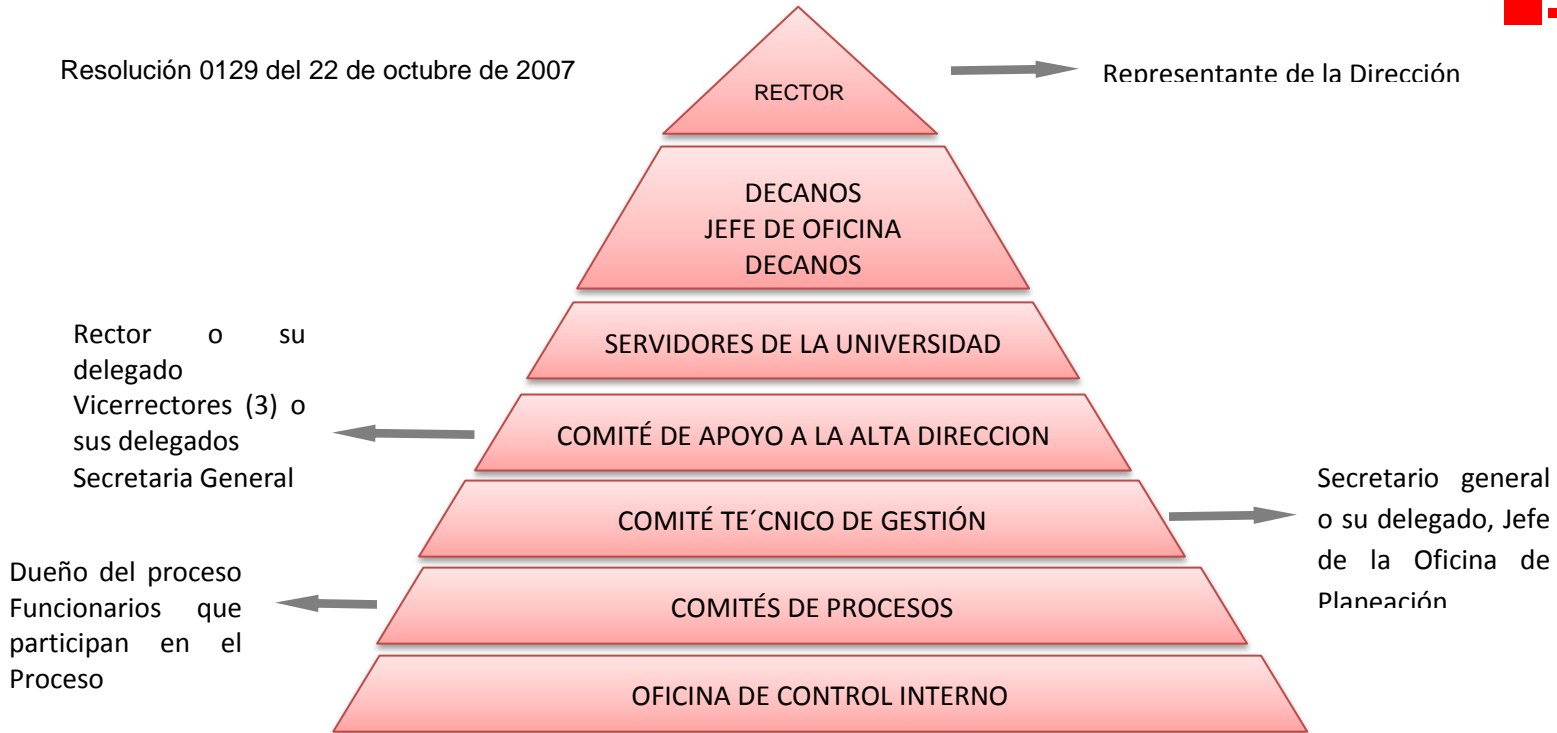 Resolución 0129 del 22 de octubre de 2007
Representante de la Dirección
RECTOR
DECANOS
JEFE DE OFICINA
DECANOS
SERVIDORES DE LA UNIVERSIDAD
Rector o su
delegado
Vicerrectores (3) o
sus delegados
Secretaria General
COMITÉ DE APOYO A LA ALTA DIRECCION
COMITÉ TE´CNICO DE GESTIÓN
Secretario general
o su delegado, Jefe
de la Oficina de
Planeación
Dueño del proceso
Funcionarios que
participan en el
Proceso
COMITÉS DE PROCESOS
OFICINA DE CONTROL INTERNO